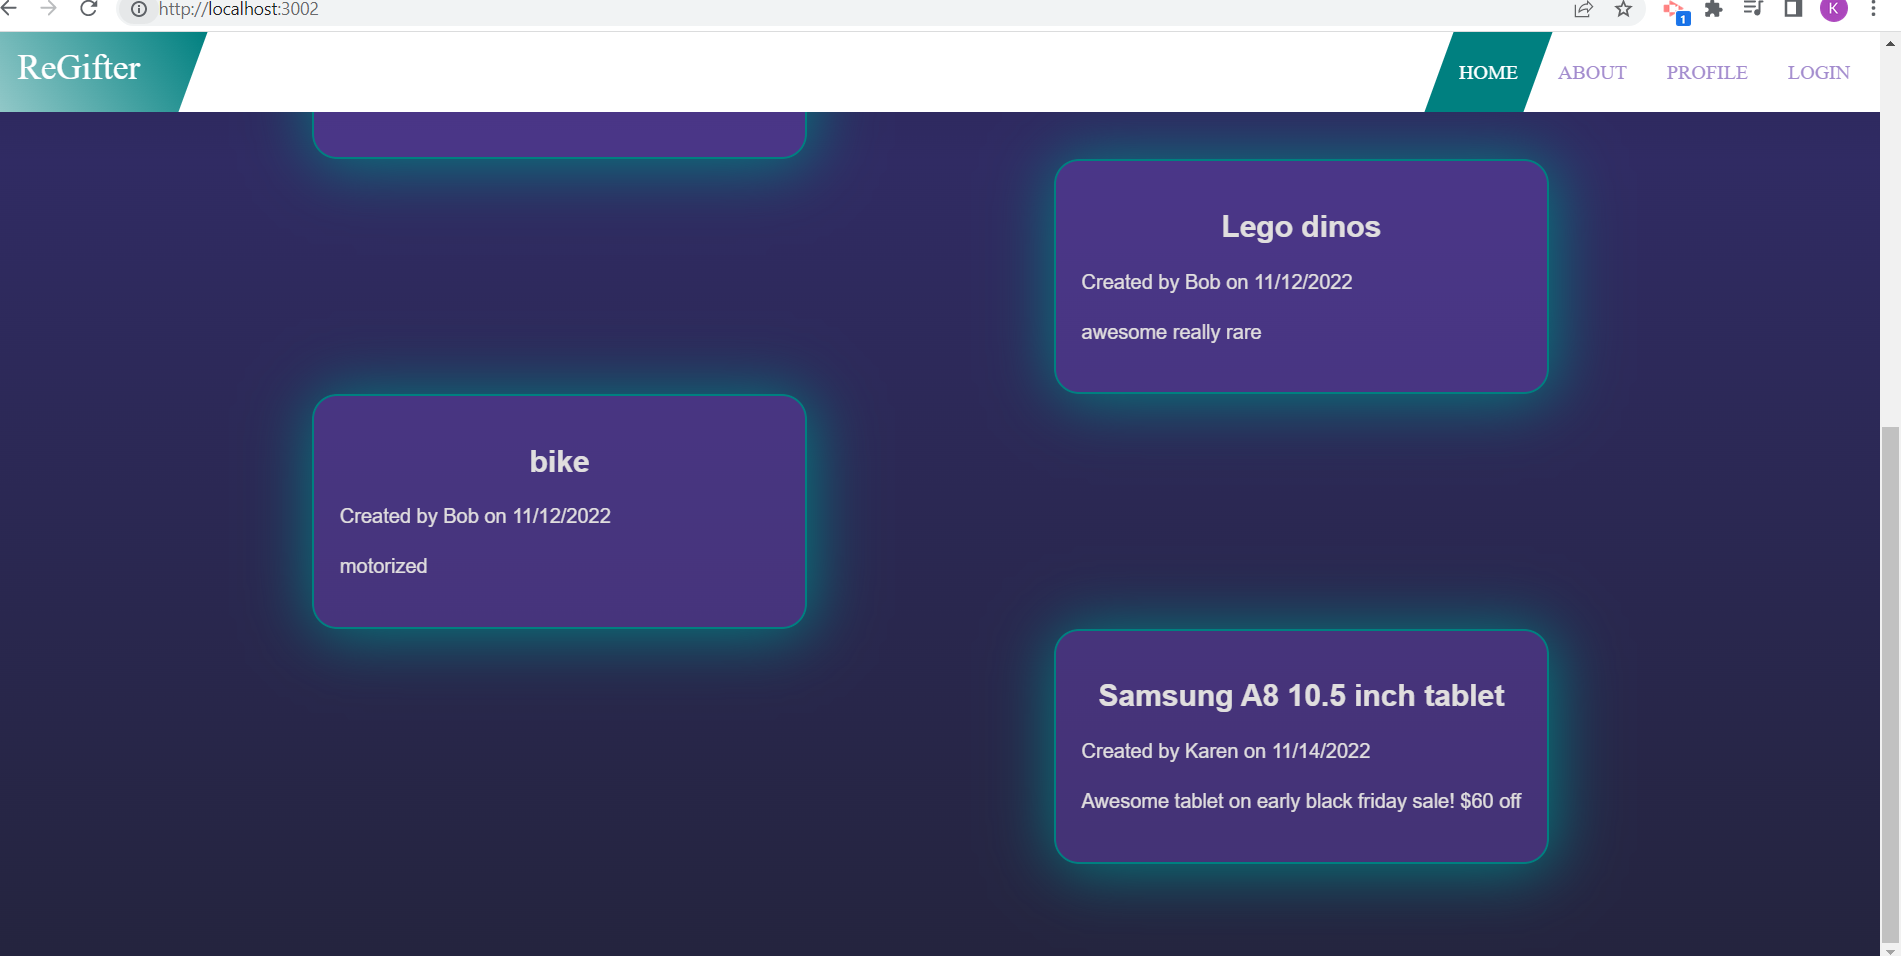 http://localhost:3002
1
K
ReGifter
HOME ABOUT PROFILE LOGIN
Lego dinos
Created by Bob on 11/12/2022
awesome really rare
bike
Created by Bob on 11/12/2022
motorized
Samsung A8 10.5 inch tablet
Created by Karen on 11/14/2022
Awesome tablet on early black friday sale! $60 off